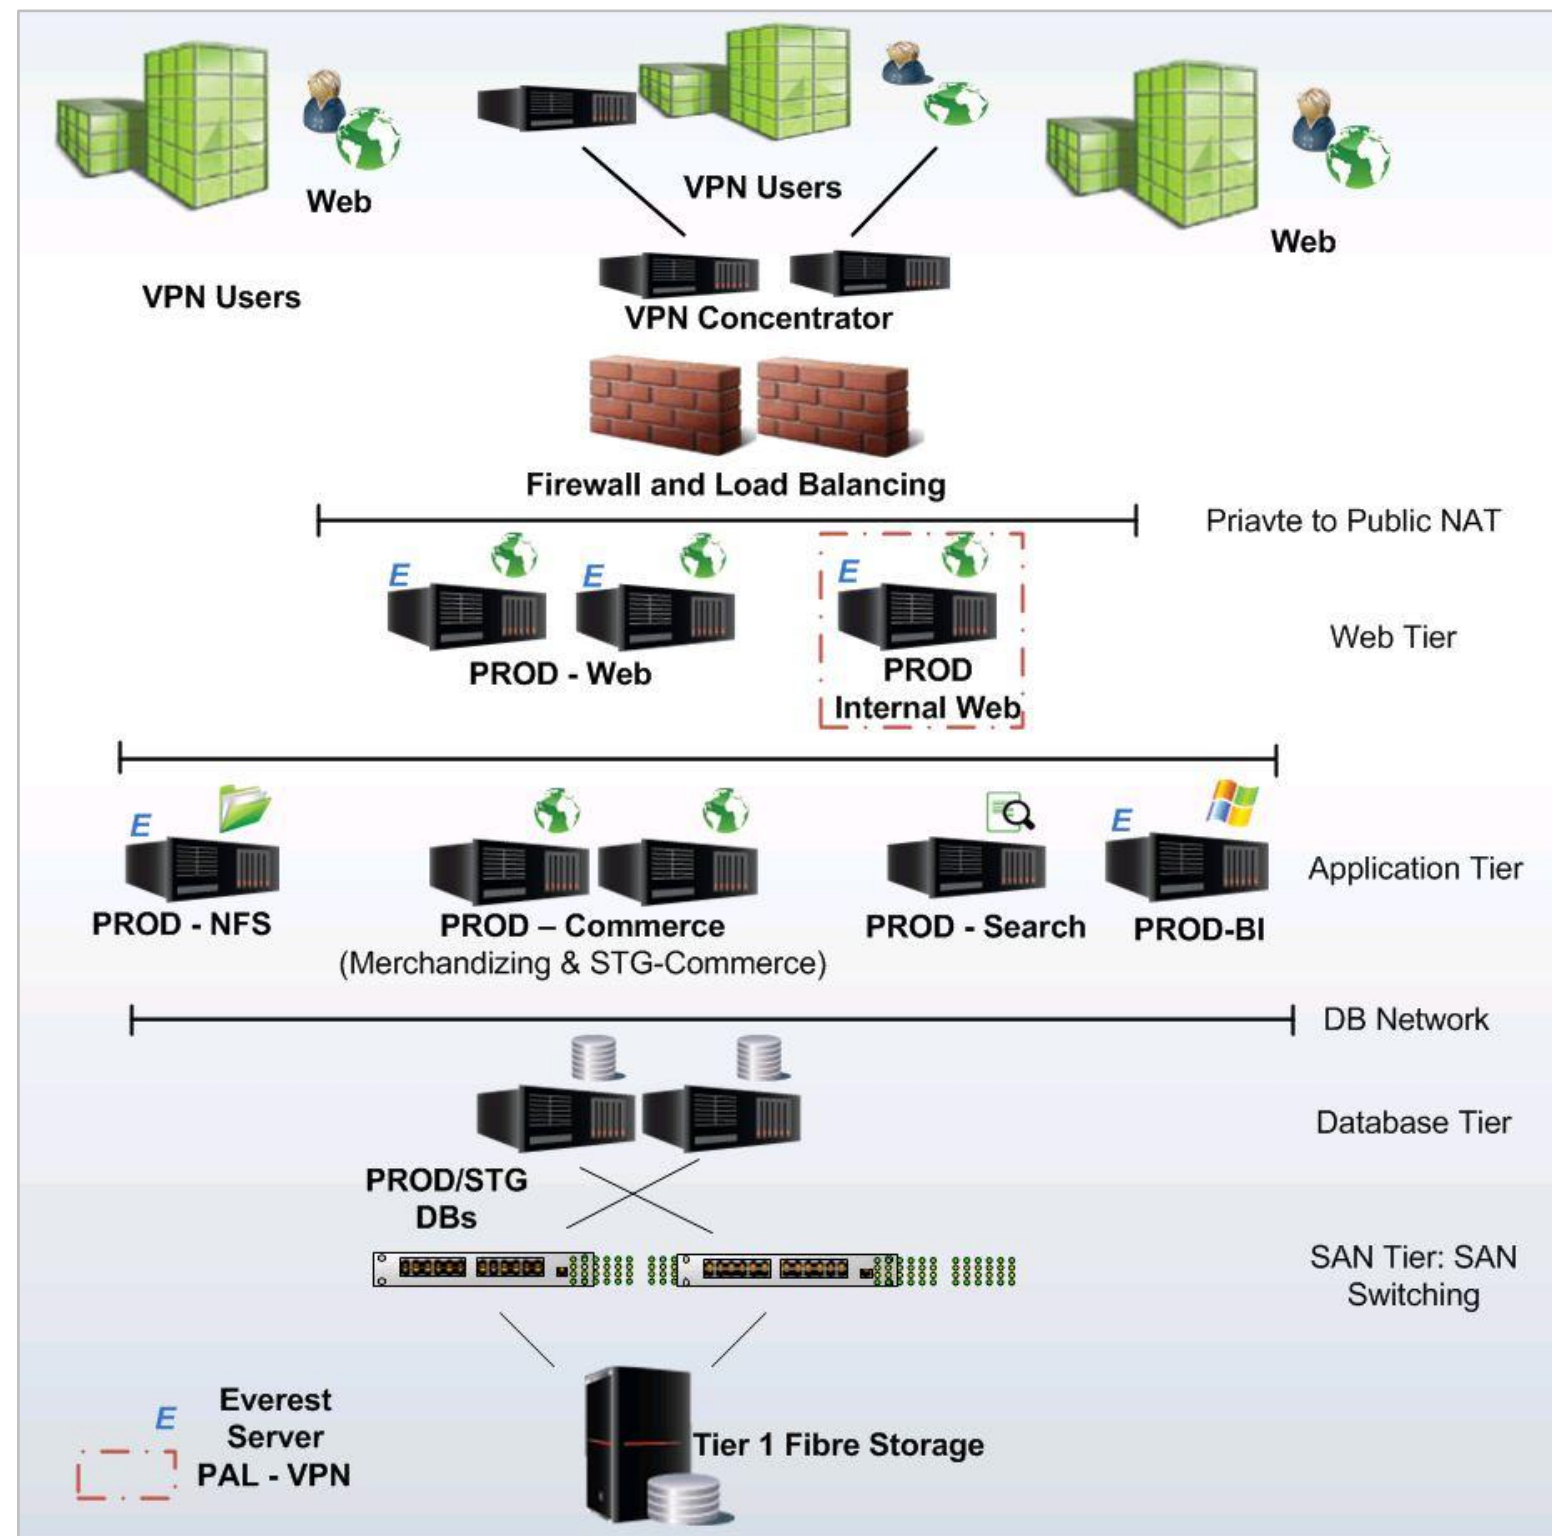 Web
VPN Users
Web
VPN Users
VPN Concentrator
Firewall and Load Balancing
Priavte to Public NAT
E
E
E
Web Tier
PROD - Web
PROD
Internal Web
E
E
Application Tier
PROD - NFS
PROD – Commerce
(Merchandizing & STG-Commerce)
PROD - Search
PROD-BI
DB Network
Database Tier
PROD/STG
DBs
SAN Tier: SAN
Switching
E
Everest
Server
PAL - VPN
Tier 1 Fibre Storage